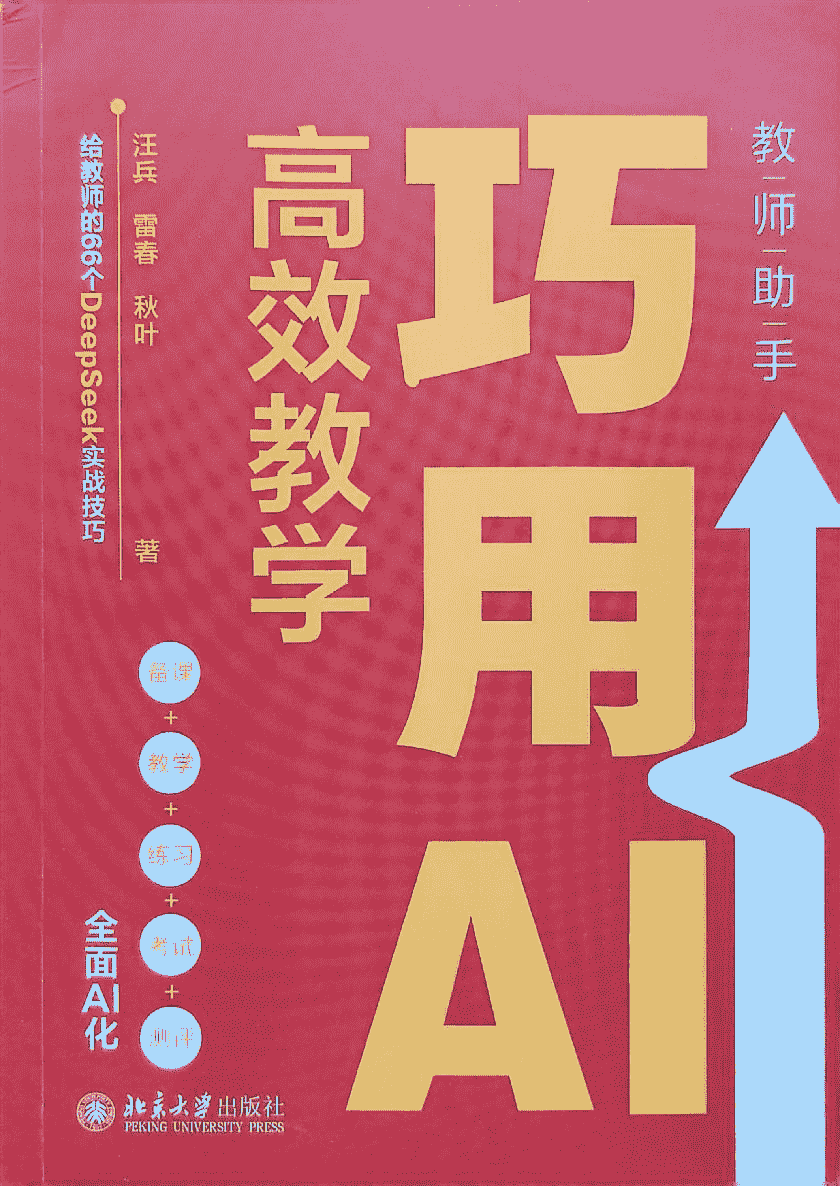 教师助手
巧用AI
高效教学
汪兵 雷春 秋叶 著
给教师的66个DeepSeek实战技巧
备课
+
教学
+
练习
+
考试
+
测评
全面AI化
北京大学出版社
PEKING UNIVERSITY PRESS